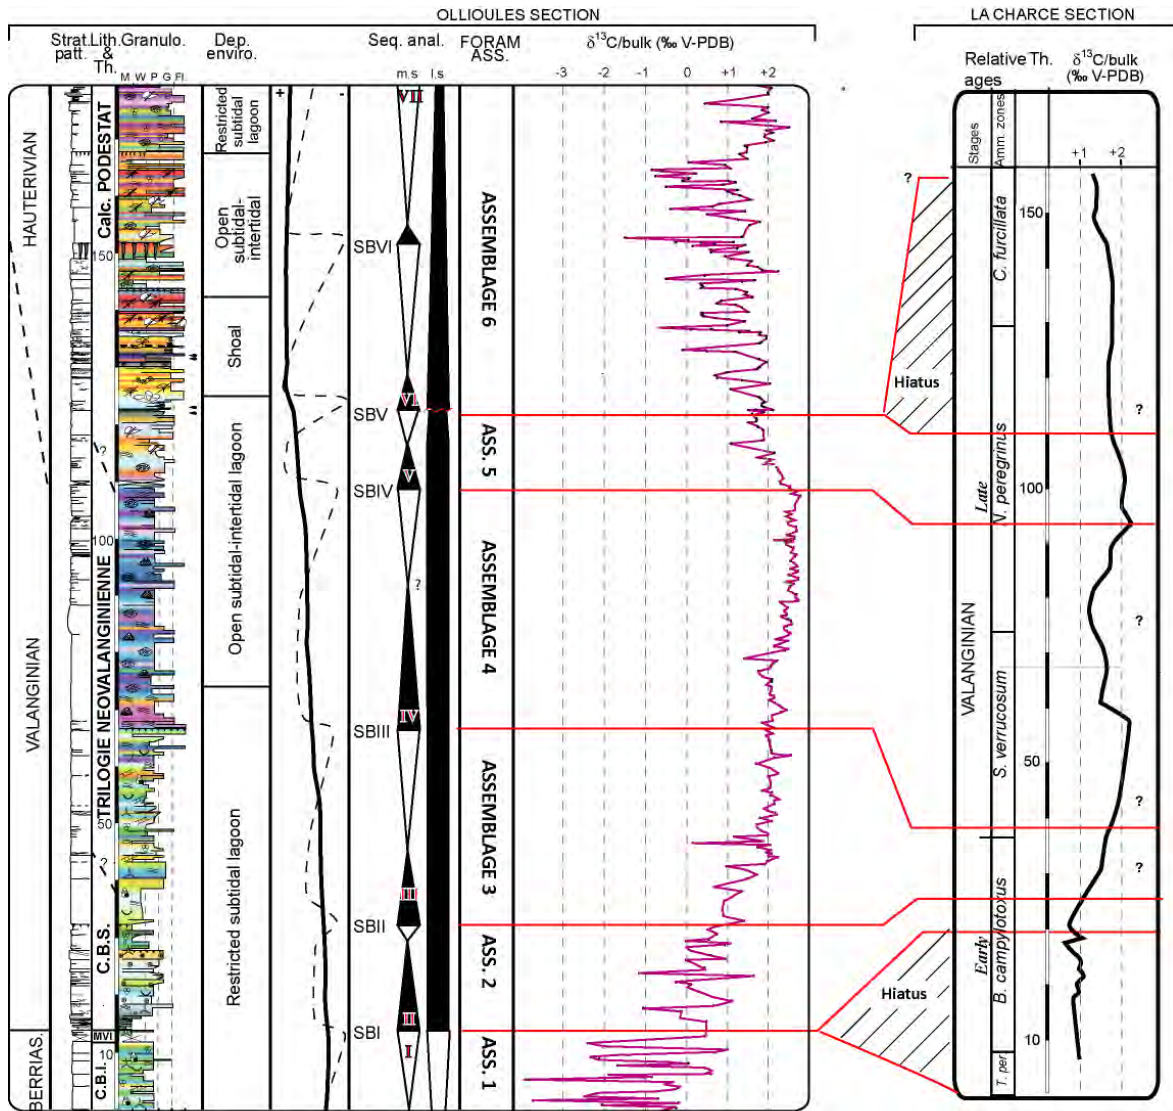 OLLIOULES SECTION
LA CHARCE SECTION
Strat. patt.
Lith. & Th.
Granulo.
M W P G Fl
Dep. enviro.
Seq. anal.
m.s l.s
FORAM ASS.
δ13C/bulk (‰ V-PDB)
-3 -2 -1 0 +1 +2
Relative Th. ages
δ13C/bulk (‰ V-PDB)
Stages
Amm. zones
+1 +2
HAUTERIVIAN
VALANGINIAN
BERRIAS.
Calc. PODESTAT
TRILOGIE NEOVALANGINIENNE
C.B.S.
MVI
C.B.I.
150
100
50
10
?
?
Restricted subtidal lagoon
Open subtidal-intertidal
Shoal
Open subtidal-intertidal lagoon
Restricted subtidal lagoon
+ -
SBVI
SBV
SBIV
SBIII
SBII
SBI
VII
VI
V
?
IV
III
II
I
ASSEMBLAGE 6
ASS. 5
ASSEMBLAGE 4
ASSEMBLAGE 3
ASS. 2
ASS. 1
?
Hiatus
Hiatus
VALANGINIAN
Late
Early
C. furcillata
N. peregrinus
S. verrucosum
B. campylotoxus
T. per
150
100
50
10
?
?
?
?